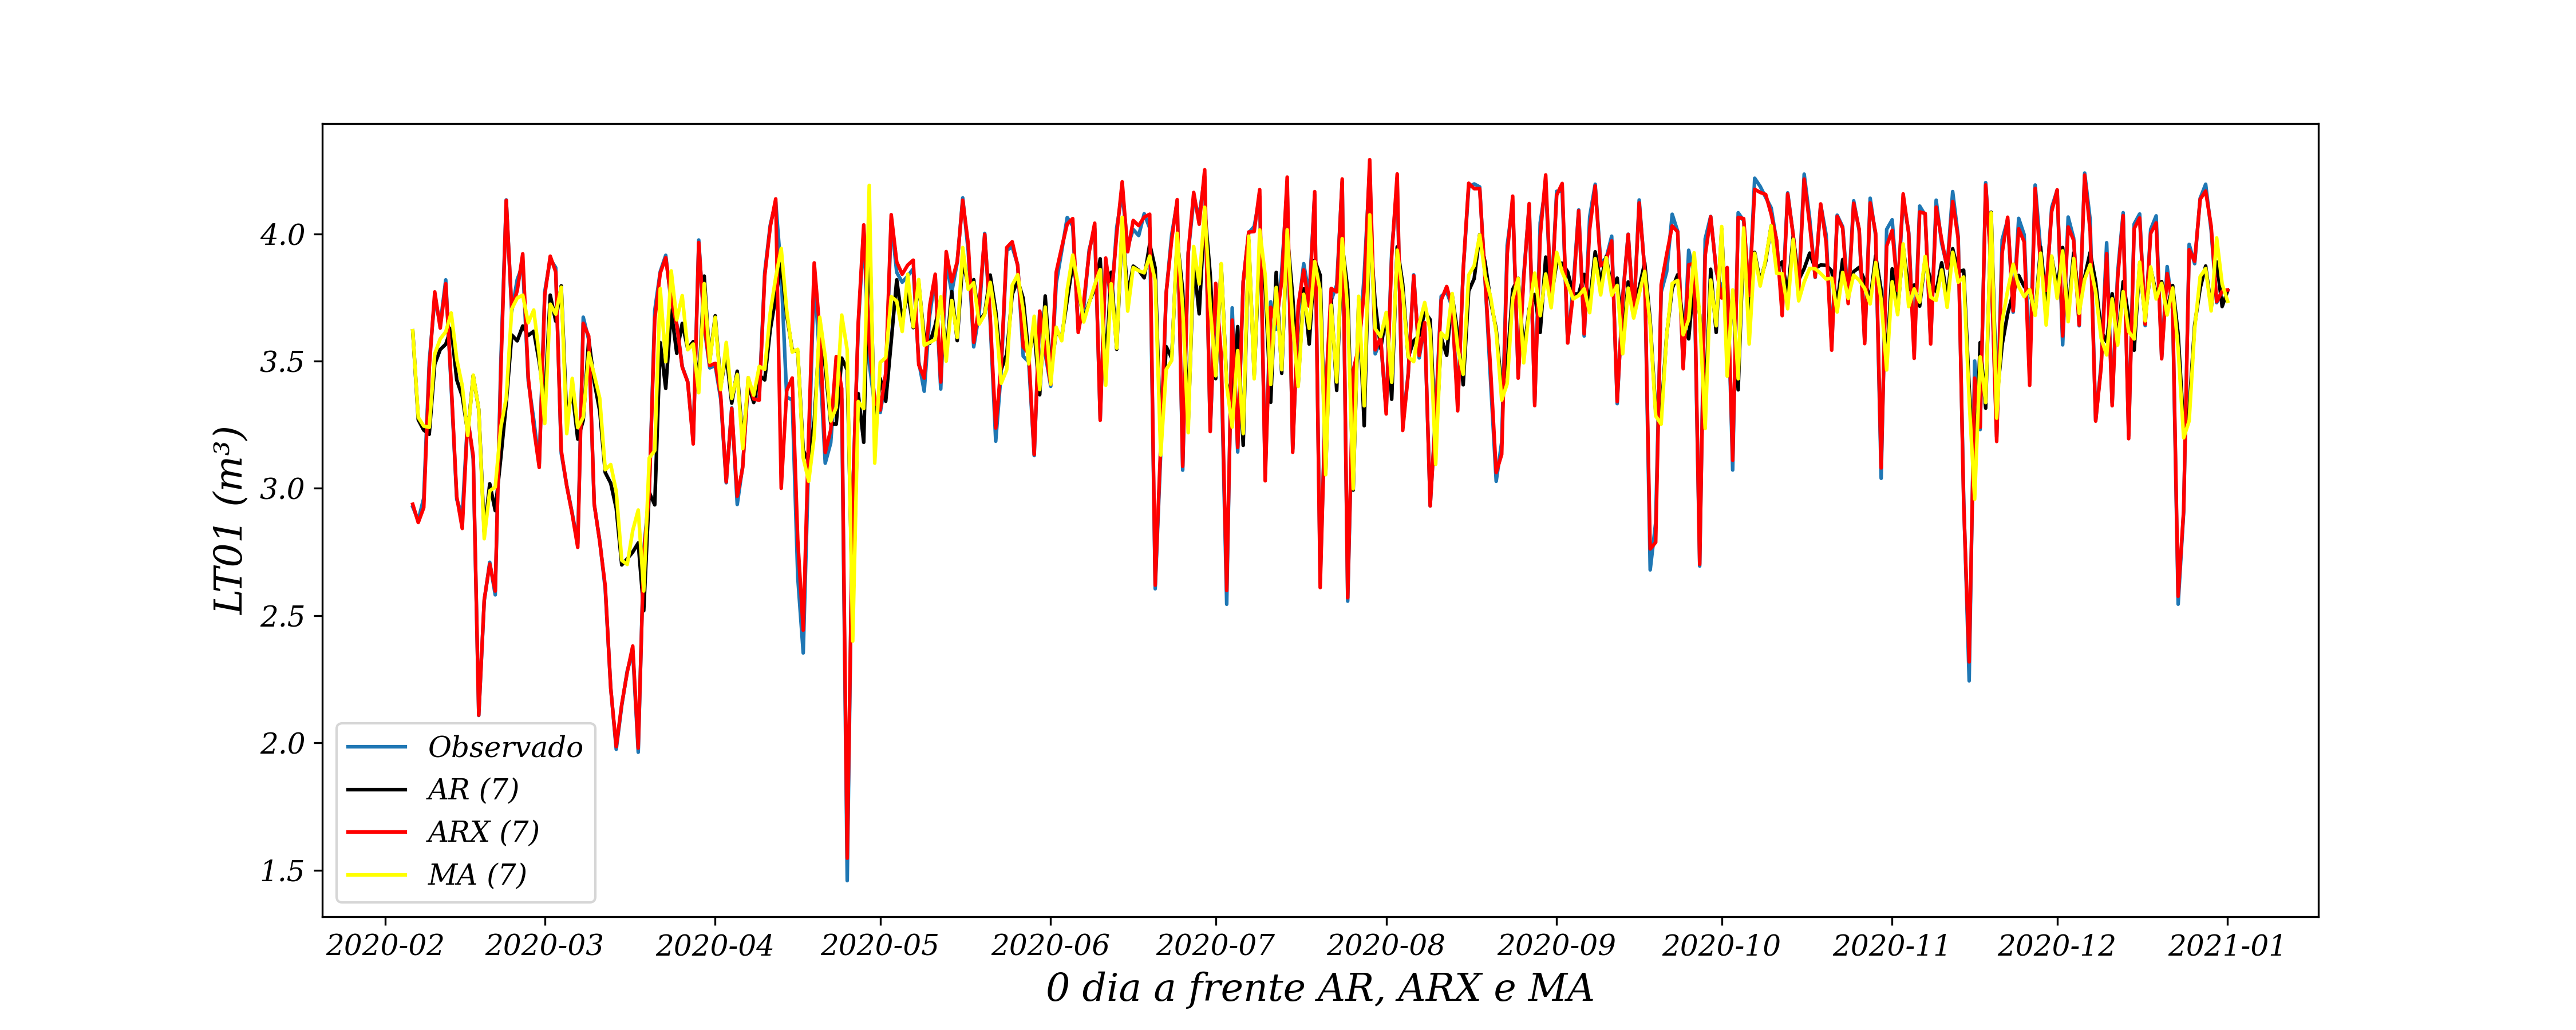 4.0
3.5
3.0
2.5
2.0
1.5
LT01 (m³)
Observado
AR (7)
ARX (7)
MA (7)
2020-02 2020-03 2020-04 2020-05 2020-06 2020-07 2020-08 2020-09 2020-10 2020-11 2020-12 2021-01
0 dia a frente AR, ARX e MA